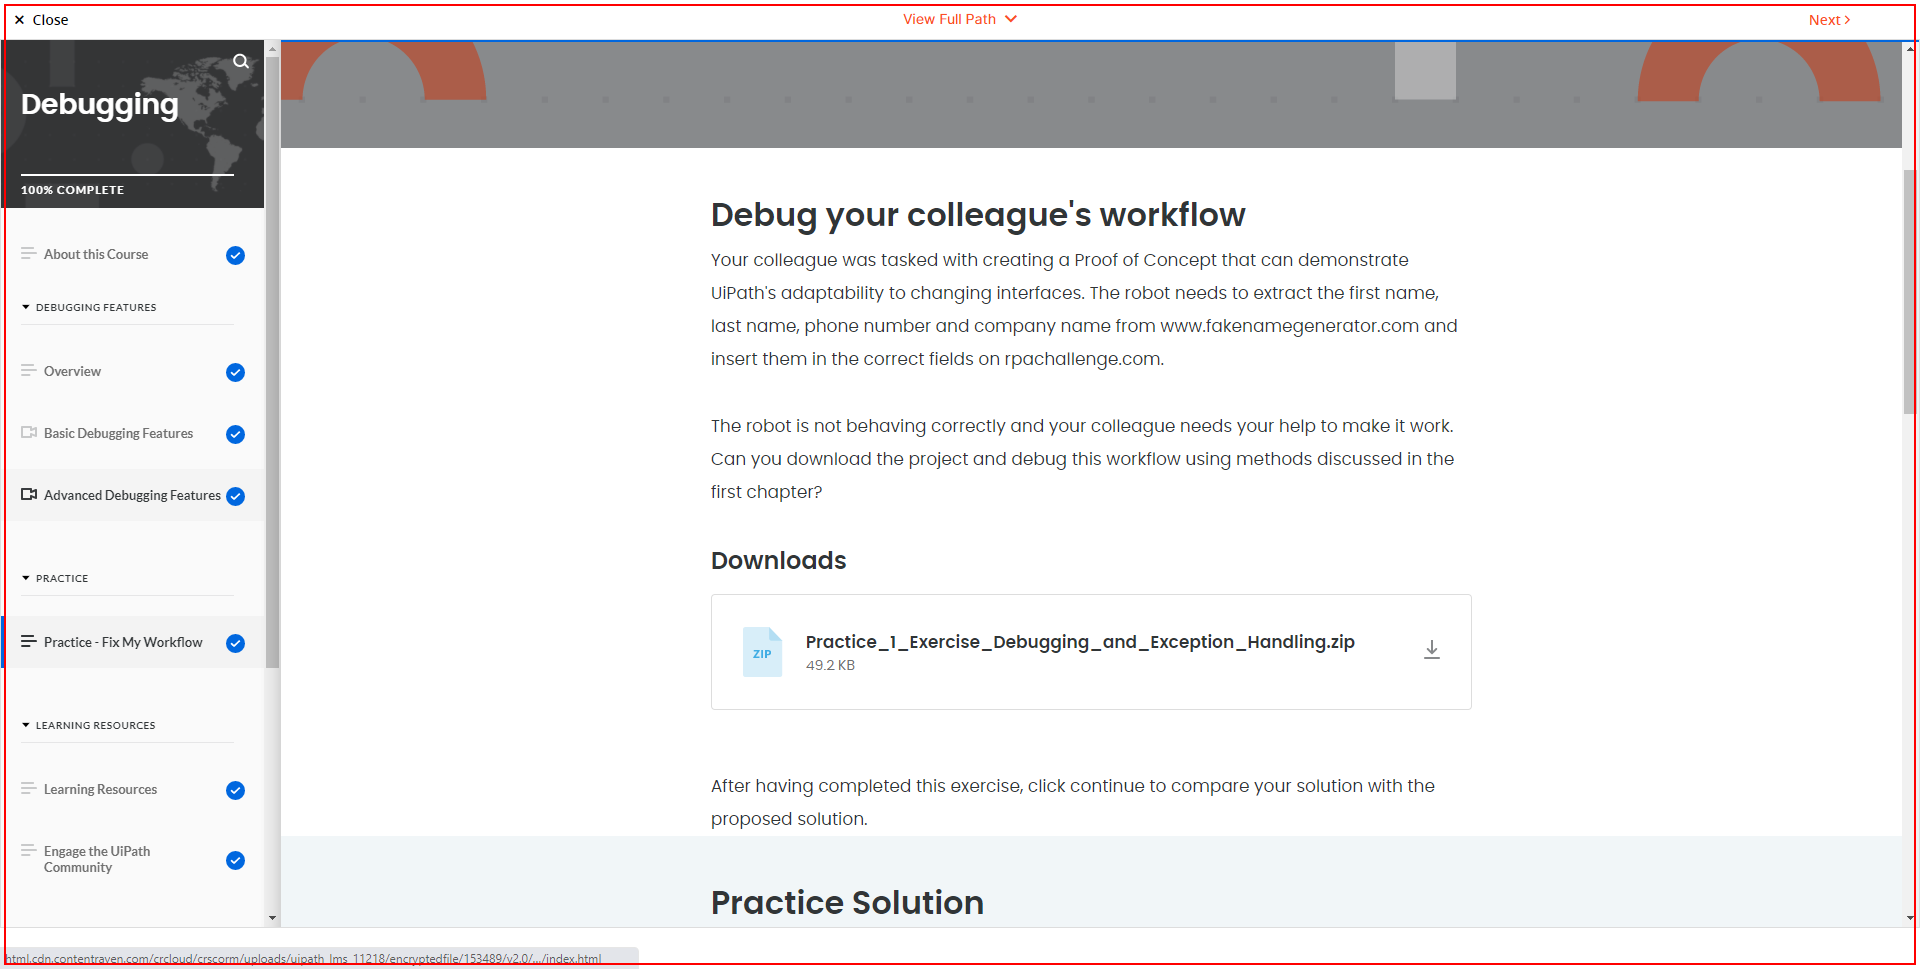 × Close
View Full Path
Next
Debugging
100% COMPLETE
About this Course
DEBUGGING FEATURES
Overview
Basic Debugging Features
Advanced Debugging Features
PRACTICE
Practice - Fix My Workflow
LEARNING RESOURCES
Learning Resources
Engage the UiPath
Community
Debug your colleague's workflow
Your colleague was tasked with creating a Proof of Concept that can demonstrate
UiPath's adaptability to changing interfaces. The robot needs to extract the first name,
last name, phone number and company name from www.fakenamegenerator.com and
insert them in the correct fields on rpachallenge.com.
The robot is not behaving correctly and your colleague needs your help to make it work.
Can you download the project and debug this workflow using methods discussed in the
first chapter?
Downloads
ZIP
Practice_1_Exercise_Debugging_and_Exception_Handling.zip
49.2 KB
After having completed this exercise, click continue to compare your solution with the
proposed solution.
Practice Solution
html.cdn.contentraven.com/crcloud/crscorm/uploads/uipath_lms_11218/encryptedfile/153489/v2.0/.../index.html